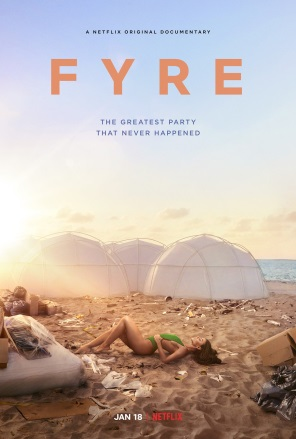 A NETFLIX ORIGINAL DOCUMENTARY
FYRE
THE GREATEST PARTY
THAT NEVER HAPPENED
JAN 18 NETFLIX